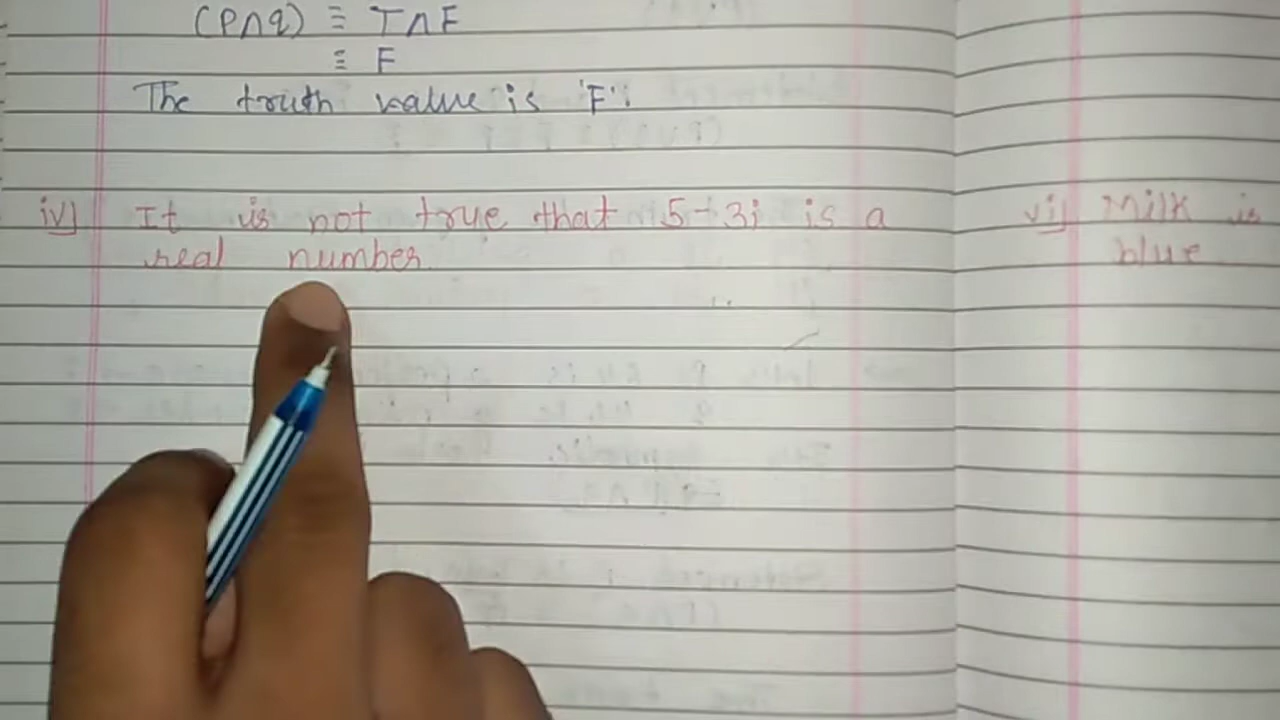 (P∧q) ≡ T∧F
≡ F
The truth value is 'F'.
iv) It is not true that 5-3i is a
real number
vi) Milk is
blue